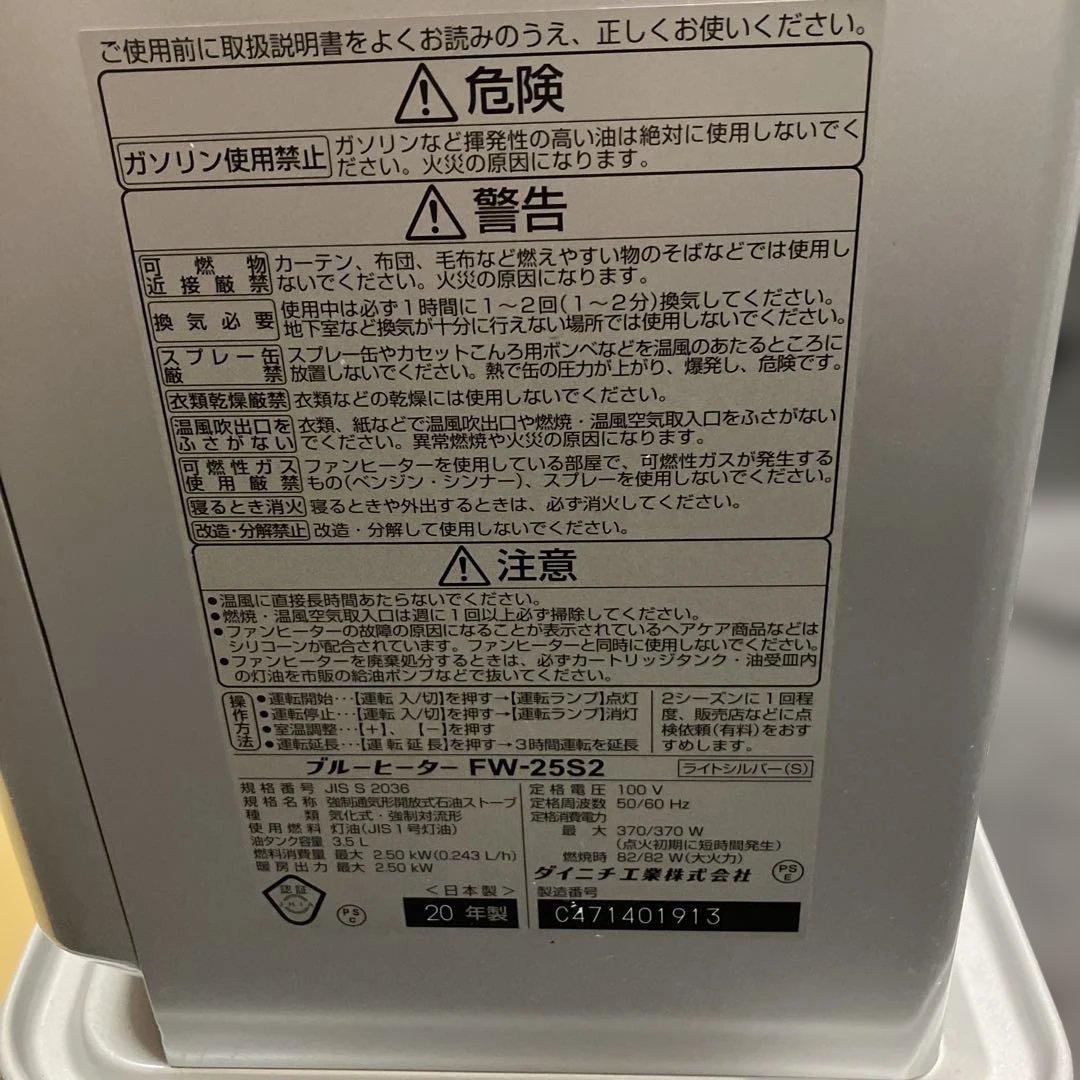 ご使用前に取扱説明書をよくお読みのうえ、正しくお使いください。
危険
ガソリン使用禁止
ガソリンなど揮発性の高い油は絶対に使用しないでく
ださい。火災の原因になります。
警告
可燃物
近接厳禁
カーテン、布団、毛布など燃えやすい物のそばなどでは使用し
ないでください。火災の原因になります。
換気必要
使用中は必ず1時間に1〜2回(1〜2分)換気してください。
地下室など換気が十分に行えない場所では使用しないでください。
スプレー缶
厳禁
スプレー缶やカセットこんろ用ボンベなどを温風のあたるところに
放置しないでください。熱で缶の圧力が上がり、爆発し、危険です。
衣類乾燥厳禁 衣類などの乾燥には使用しないでください。
温風吹出口を
ふさがない
衣類、紙などで温風吹出口や燃焼・温風空気取入口をふさがない
でください。異常燃焼や火災の原因になります。
可燃性ガス
使用厳禁
ファンヒーターを使用している部屋で、可燃性ガスが発生する
もの(ベンジン・シンナー)、スプレーを使用しないでください。
寝るとき消火 寝るときや外出するときは、必ず消火してください。
改造・分解禁止 改造・分解して使用しないでください。
注意
●温風に直接長時間あたらないでください。
●燃焼・温風空気取入口は週に1回以上必ず掃除してください。
●ファンヒーターの故障の原因になることが表示されているヘアケア商品などは
シリコーンが配合されています。ファンヒーターと同時に使用しないでください。
●ファンヒーターを廃棄処分するときは、必ずカートリッジタンク・油受皿内
の灯油を市販の給油ポンプなどで抜いてください。
操作方法
●運転開始…【運転 入/切】を押す→【運転ランプ】点灯
●運転停止…【運転 入/切】を押す→【運転ランプ】消灯
●室温調整…【+】、【−】を押す
●運転延長…【運転延長】を押す→3時間運転を延長
2シーズンに1回程
度、販売店などに点
検依頼(有料)をおす
すめします。
ブルーヒーター FW-25S2 ライトシルバー(S)
規格番号 JIS S 2036
規格名称 強制通気形開放式石油ストーブ
種類 気化式・強制対流形
使用燃料 灯油(JIS1号灯油)
油タンク容量 3.5 L
燃料消費量 最大 2.50 kW(0.243 L/h)
暖房出力 最大 2.50 kW
認証
JHIA
PS
C
<日本製>
20 年製
定格電圧 100 V
定格周波数 50/60 Hz
定格消費電力
最大 370/370 W
(点火初期に短時間発生)
燃焼時 82/82 W(大火力)
ダイニチ工業株式会社
PS
E
製造番号
C471401913